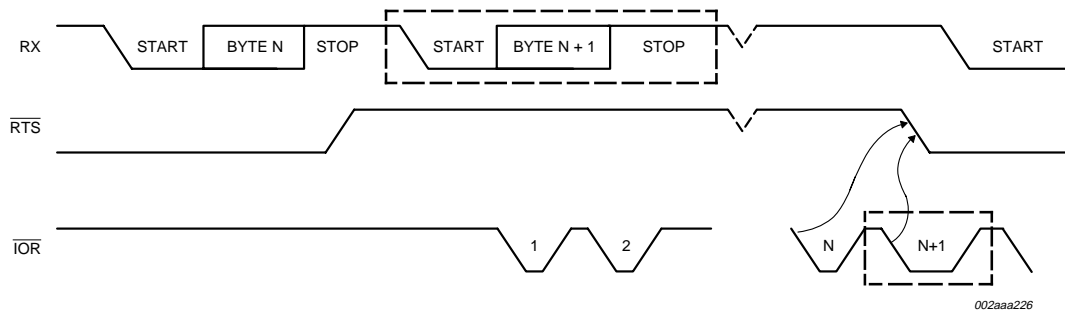 RX START BYTE N STOP START BYTE N + 1 STOP START
RTS
IOR 1 2 N N+1
002aaa226